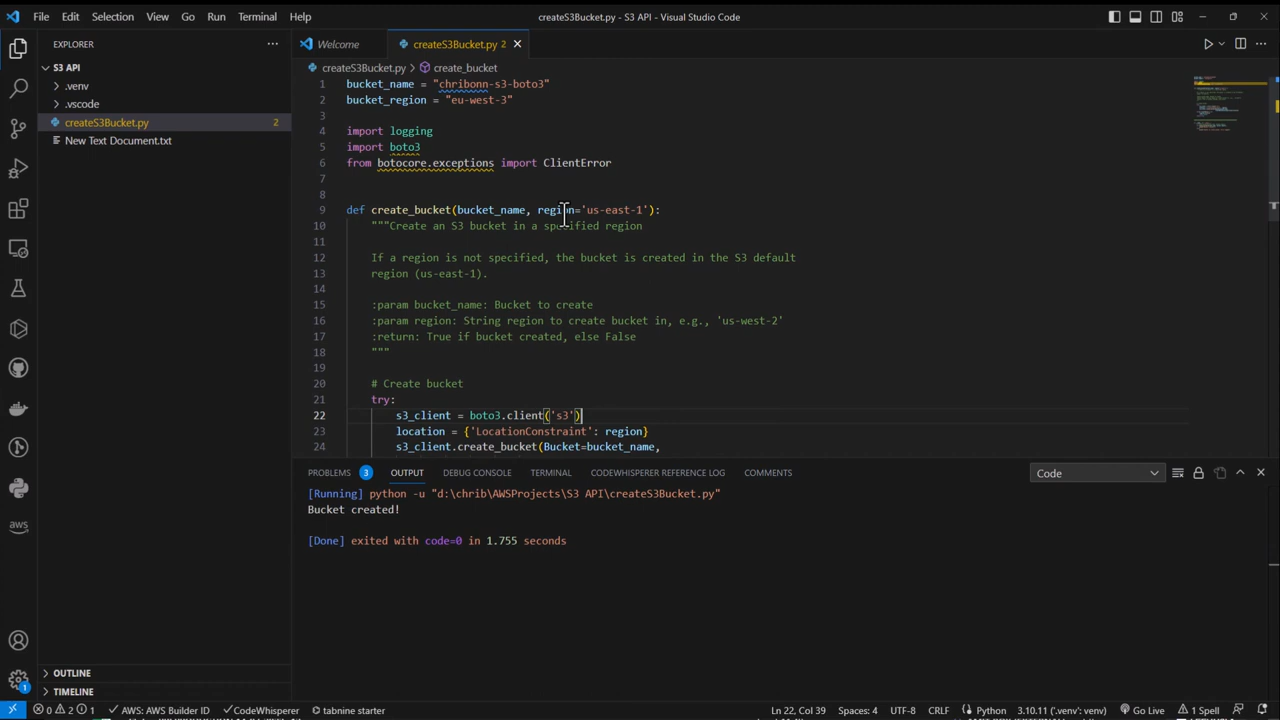 File Edit Selection View Go Run Terminal Help
createS3Bucket.py - S3 API - Visual Studio Code
EXPLORER
S3 API
.venv
.vscode
createS3Bucket.py 2
New Text Document.txt
OUTLINE
TIMELINE
Welcome
createS3Bucket.py 2
createS3Bucket.py > create_bucket
1 bucket_name = "chribonn-s3-boto3"
2 bucket_region = "eu-west-3"
3
4 import logging
5 import boto3
6 from botocore.exceptions import ClientError
7
8
9 def create_bucket(bucket_name, region='us-east-1'):
10 """Create an S3 bucket in a specified region
11
12 If a region is not specified, the bucket is created in the S3 default
13 region (us-east-1).
14
15 :param bucket_name: Bucket to create
16 :param region: String region to create bucket in, e.g., 'us-west-2'
17 :return: True if bucket created, else False
18 """
19
20 # Create bucket
21 try:
22 s3_client = boto3.client('s3')
23 location = {'LocationConstraint': region}
24 s3_client.create_bucket(Bucket=bucket_name,
PROBLEMS 3 OUTPUT DEBUG CONSOLE TERMINAL CODEWHISPERER REFERENCE LOG COMMENTS
Code
[Running] python -u "d:\chrib\AWSProjects\S3 API\createS3Bucket.py"
Bucket created!
[Done] exited with code=0 in 1.755 seconds
aws
1
0 2 1 AWS: AWS Builder ID CodeWhisperer tabnine starter
Ln 22, Col 39 Spaces: 4 UTF-8 CRLF Python 3.10.11 ('.venv': venv) Go Live 1 Spell